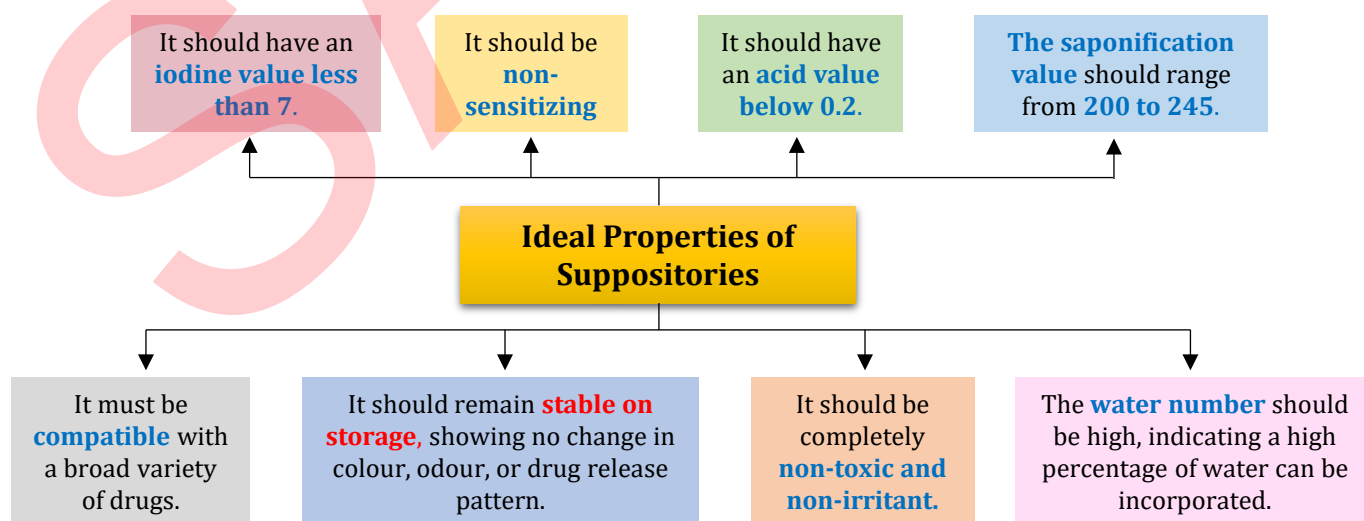 It should have an
iodine value less
than 7.
It should be
non-
sensitizing
It should have
an acid value
below 0.2.
The saponification
value should range
from 200 to 245.
Ideal Properties of
Suppositories
It must be
compatible with
a broad variety
of drugs.
It should remain stable on
storage, showing no change in
colour, odour, or drug release
pattern.
It should be
completely
non-toxic and
non-irritant.
The water number should
be high, indicating a high
percentage of water can be
incorporated.